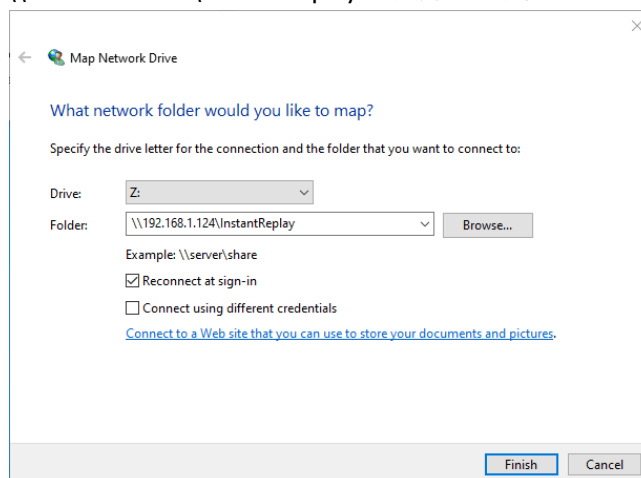 Map Network Drive
What network folder would you like to map?
Specify the drive letter for the connection and the folder that you want to connect to:
Drive: Z:
Folder: \\192.168.1.124\InstantReplay Browse...
Example: \\server\share
Reconnect at sign-in
Connect using different credentials
Connect to a Web site that you can use to store your documents and pictures.
Finish Cancel